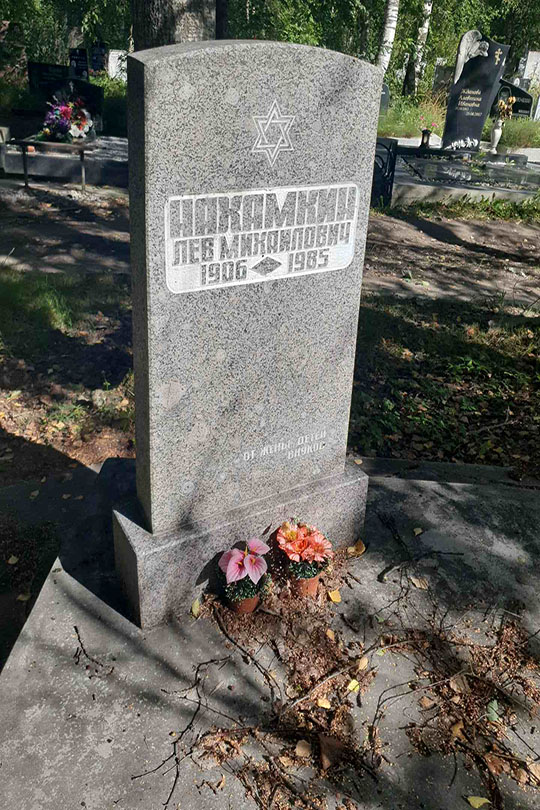 НАХАМКИН
ЛЕВ МИХАЙЛОВИЧ
1906 1985
ОТ ЖЕНЫ, ДЕТЕЙ
ВНУКОВ